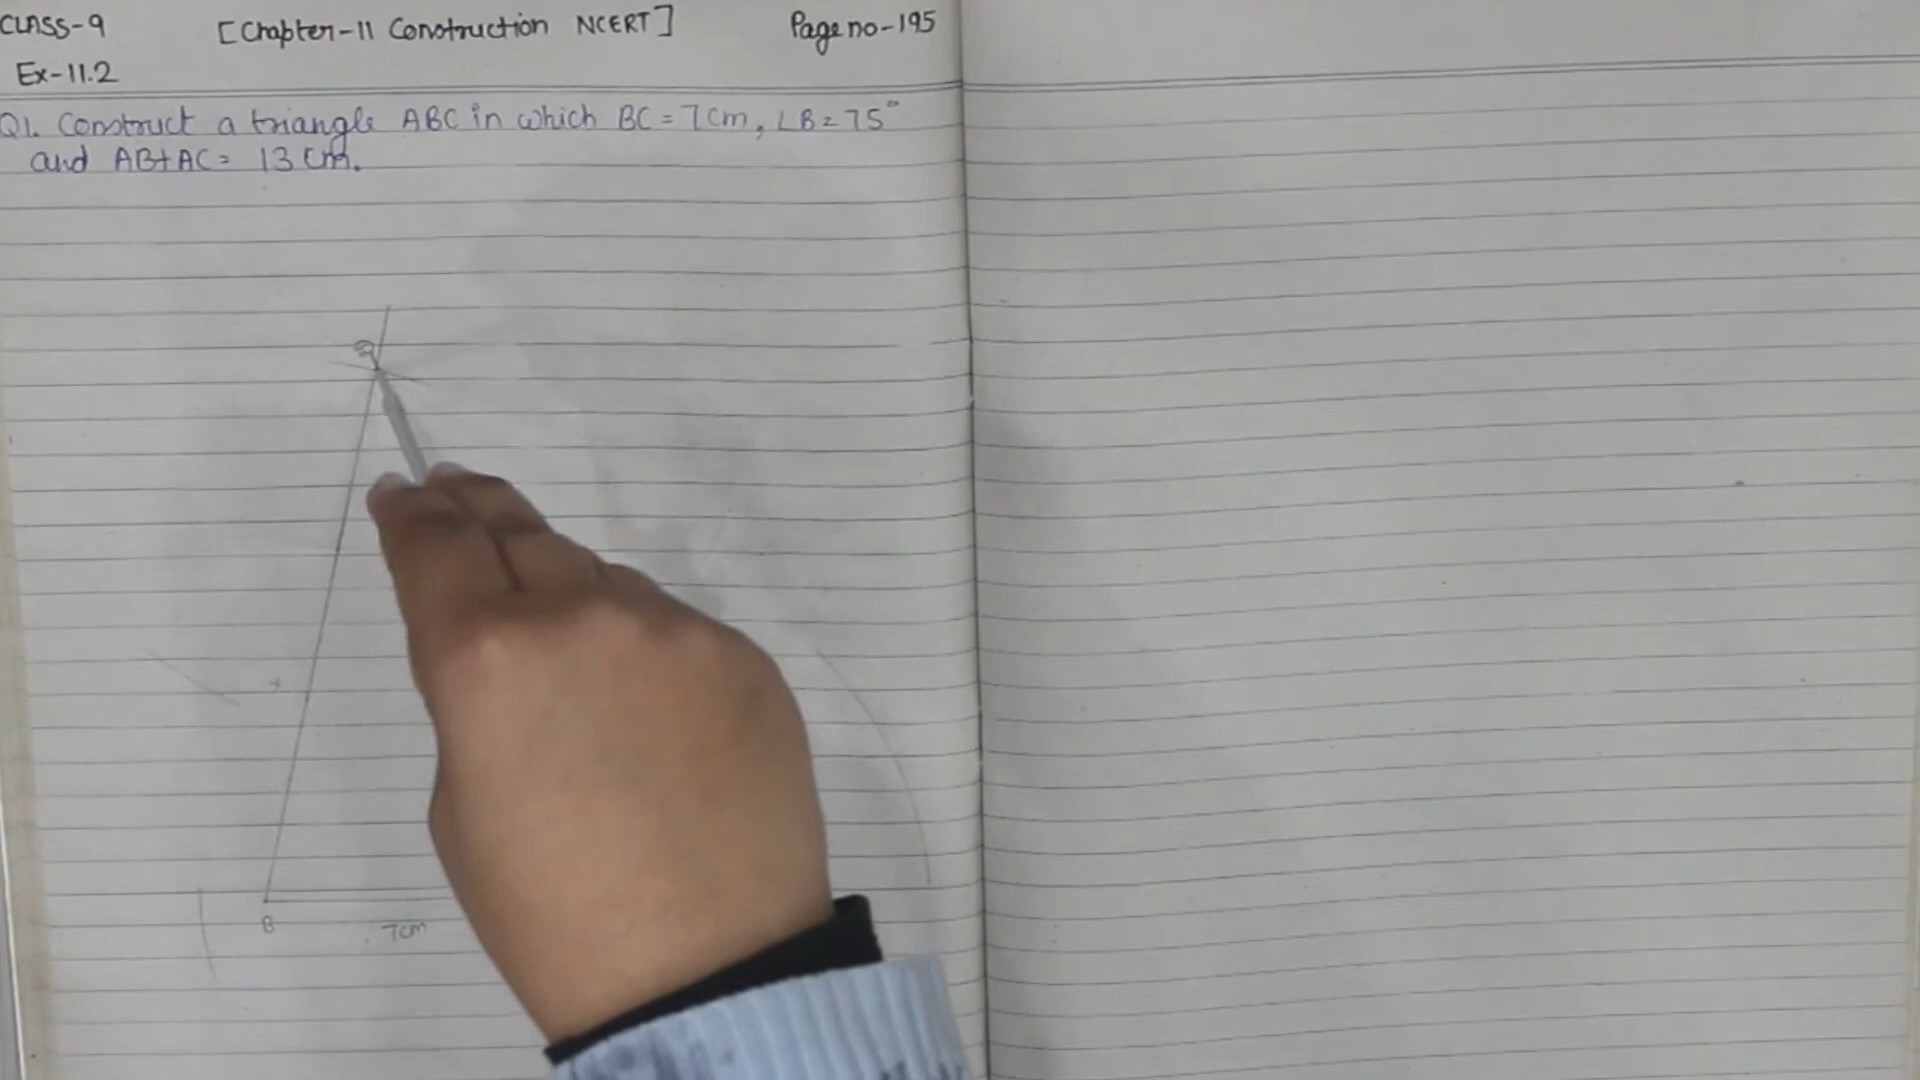 CLASS-9 [Chapter-11 Construction NCERT] Page no-195
Ex-11.2
Q1. Construct a triangle ABC in which BC = 7cm, ∠B = 75°
and AB+AC = 13 cm.
B
7cm